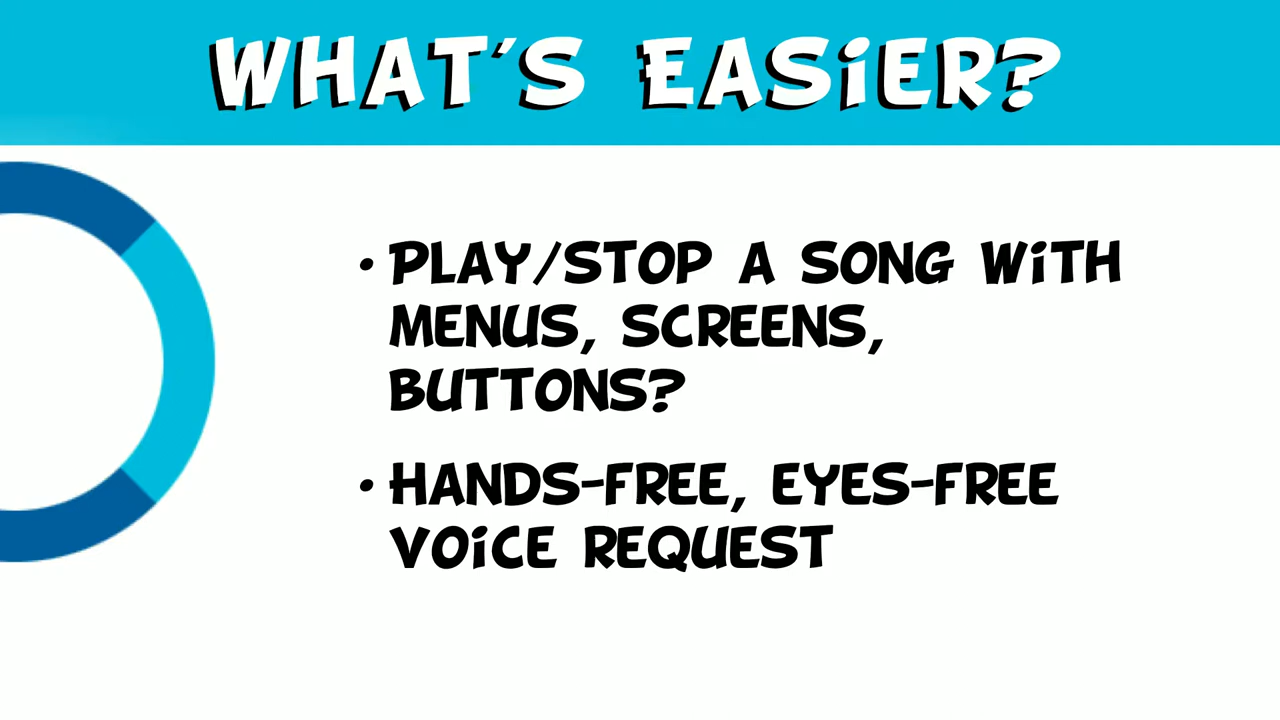 WHAT'S EASIER?
• PLAY/STOP A SONG WITH
MENUS, SCREENS,
BUTTONS?
• HANDS-FREE, EYES-FREE
VOICE REQUEST